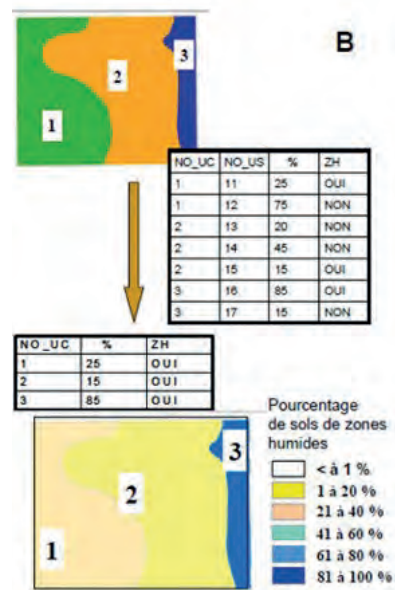 B
3
2
1
NO_UC NO_US % ZH
1 11 25 OUI
1 12 75 NON
2 13 20 NON
2 14 45 NON
2 15 15 OUI
3 16 85 OUI
3 17 15 NON
NO_UC % ZH
1 25 OUI
2 15 OUI
3 85 OUI
Pourcentage
de sols de zones
humides
< à 1 %
1 à 20 %
21 à 40 %
41 à 60 %
61 à 80 %
81 à 100 %
3
2
1